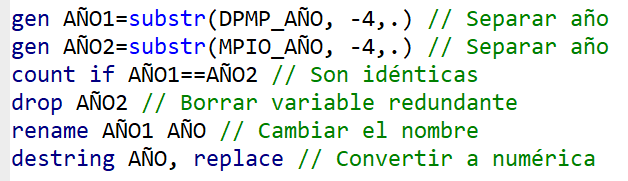 gen AÑO1=substr(DPMP_AÑO, -4,.) // Separar año
gen AÑO2=substr(MPIO_AÑO, -4,.) // Separar año
count if AÑO1==AÑO2 // Son idénticas
drop AÑO2 // Borrar variable redundante
rename AÑO1 AÑO // Cambiar el nombre
destring AÑO, replace // Convertir a numérica